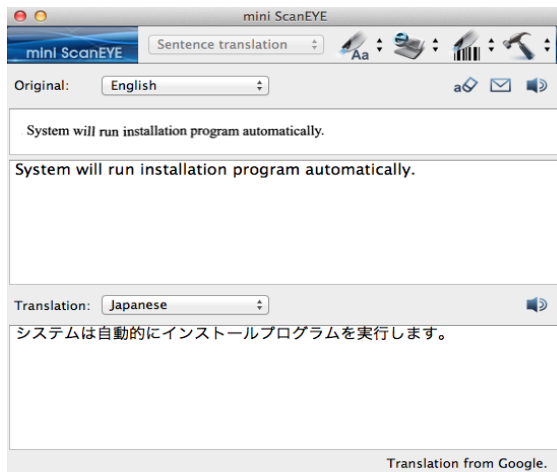 mini ScanEYE
mini ScanEYE
Sentence translation
Aa
Original:
English
a
System will run installation program automatically.
System will run installation program automatically.
Translation:
Japanese
システムは自動的にインストールプログラムを実行します。
Translation from Google.